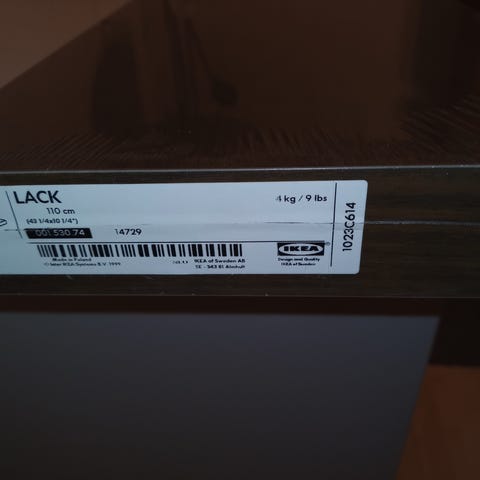 LACK
110 cm
4 kg / 9 lbs
(43 1/4x10 1/4")
001.530.74 14729
Made in Poland
© Inter IKEA Systems B.V. 1999
IKEA of Sweden AB
SE - 343 81 Älmhult
IKEA
Design and Quality
IKEA of Sweden
1023C614